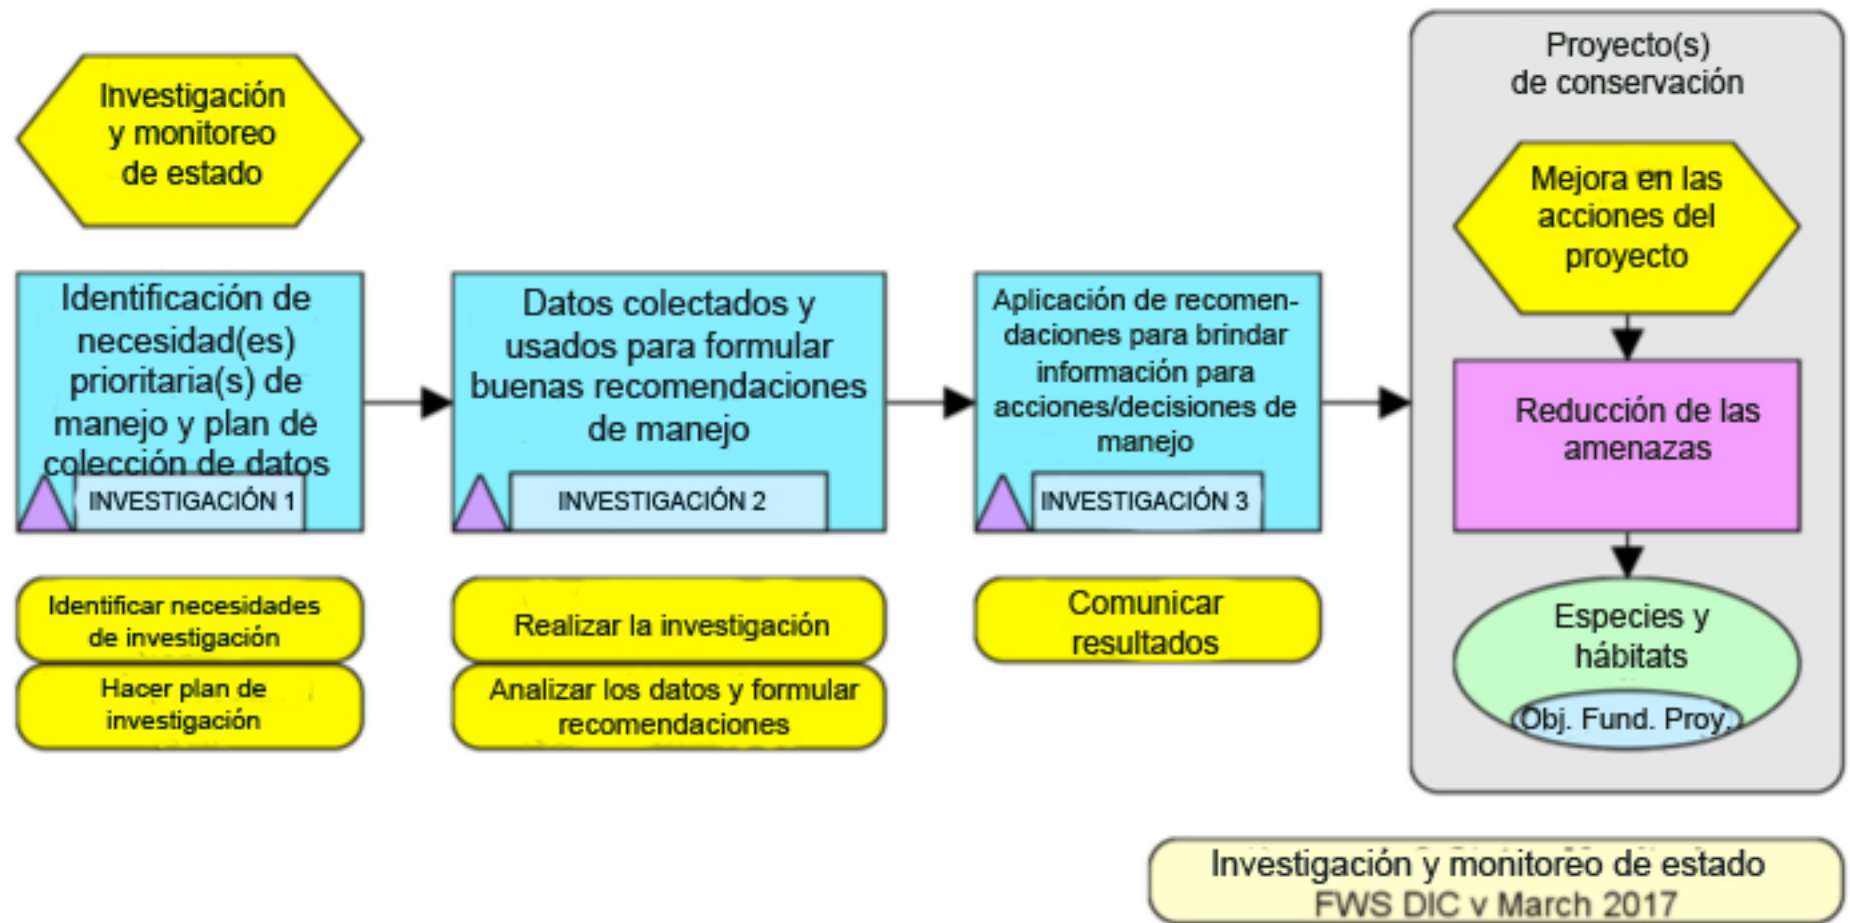 Investigación
y monitoreo
de estado
Identificación de
necesidad(es)
prioritaria(s) de
manejo y plan de
colección de datos
INVESTIGACIÓN 1
Identificar necesidades
de investigación
Hacer plan de
investigación
Datos colectados y
usados para formular
buenas recomendaciones
de manejo
INVESTIGACIÓN 2
Realizar la investigación
Analizar los datos y formular
recomendaciones
Aplicación de recomen-
daciones para brindar
información para
acciones/decisiones de
manejo
INVESTIGACIÓN 3
Comunicar
resultados
Proyecto(s)
de conservación
Mejora en las
acciones del
proyecto
Reducción de las
amenazas
Especies y
hábitats
Obj. Fund. Proy.
Investigación y monitoreo de estado
FWS DIC v March 2017